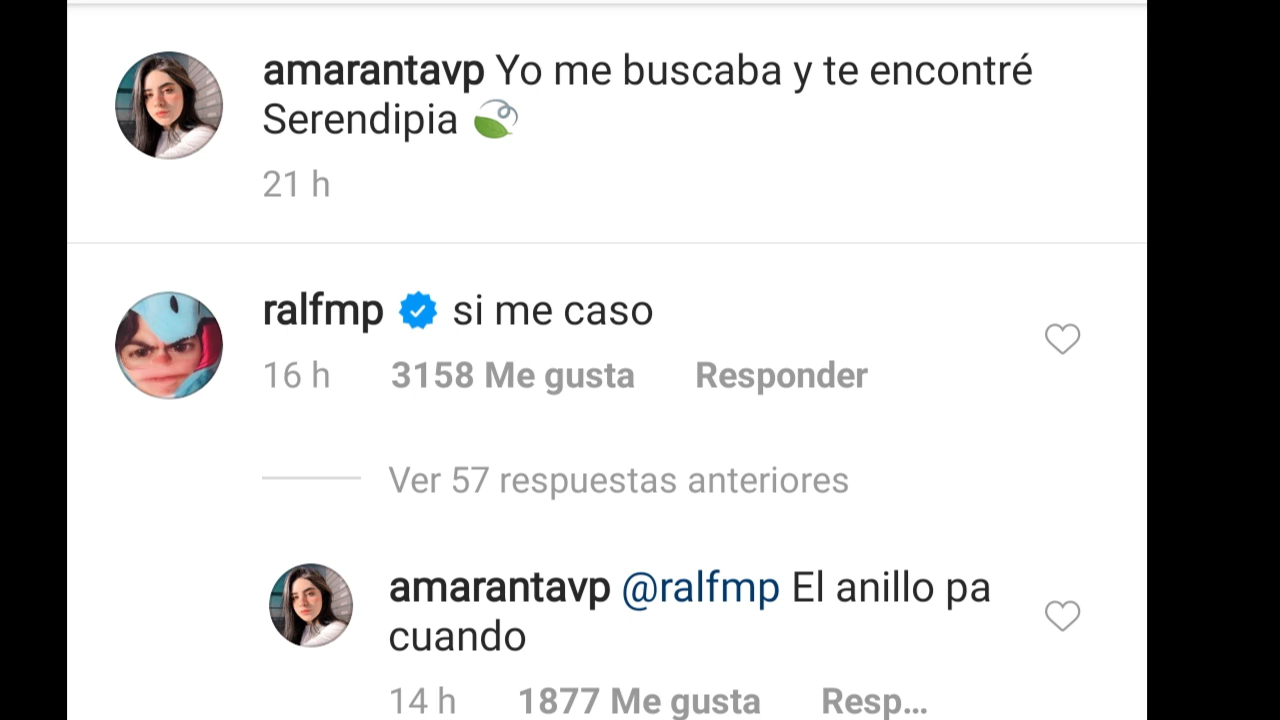 amarantavp Yo me buscaba y te encontré
Serendipia 🍃
21 h
ralfmp si me caso
16 h 3158 Me gusta Responder
Ver 57 respuestas anteriores
amarantavp @ralfmp El anillo pa
cuando
14 h 1877 Me gusta Resp...